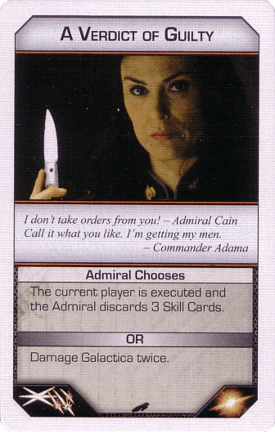 A VERDICT OF GUILTY
I don't take orders from you! – Admiral Cain
Call it what you like. I'm getting my men.
– Commander Adama
Admiral Chooses
The current player is executed and
the Admiral discards 3 Skill Cards.
OR
Damage Galactica twice.